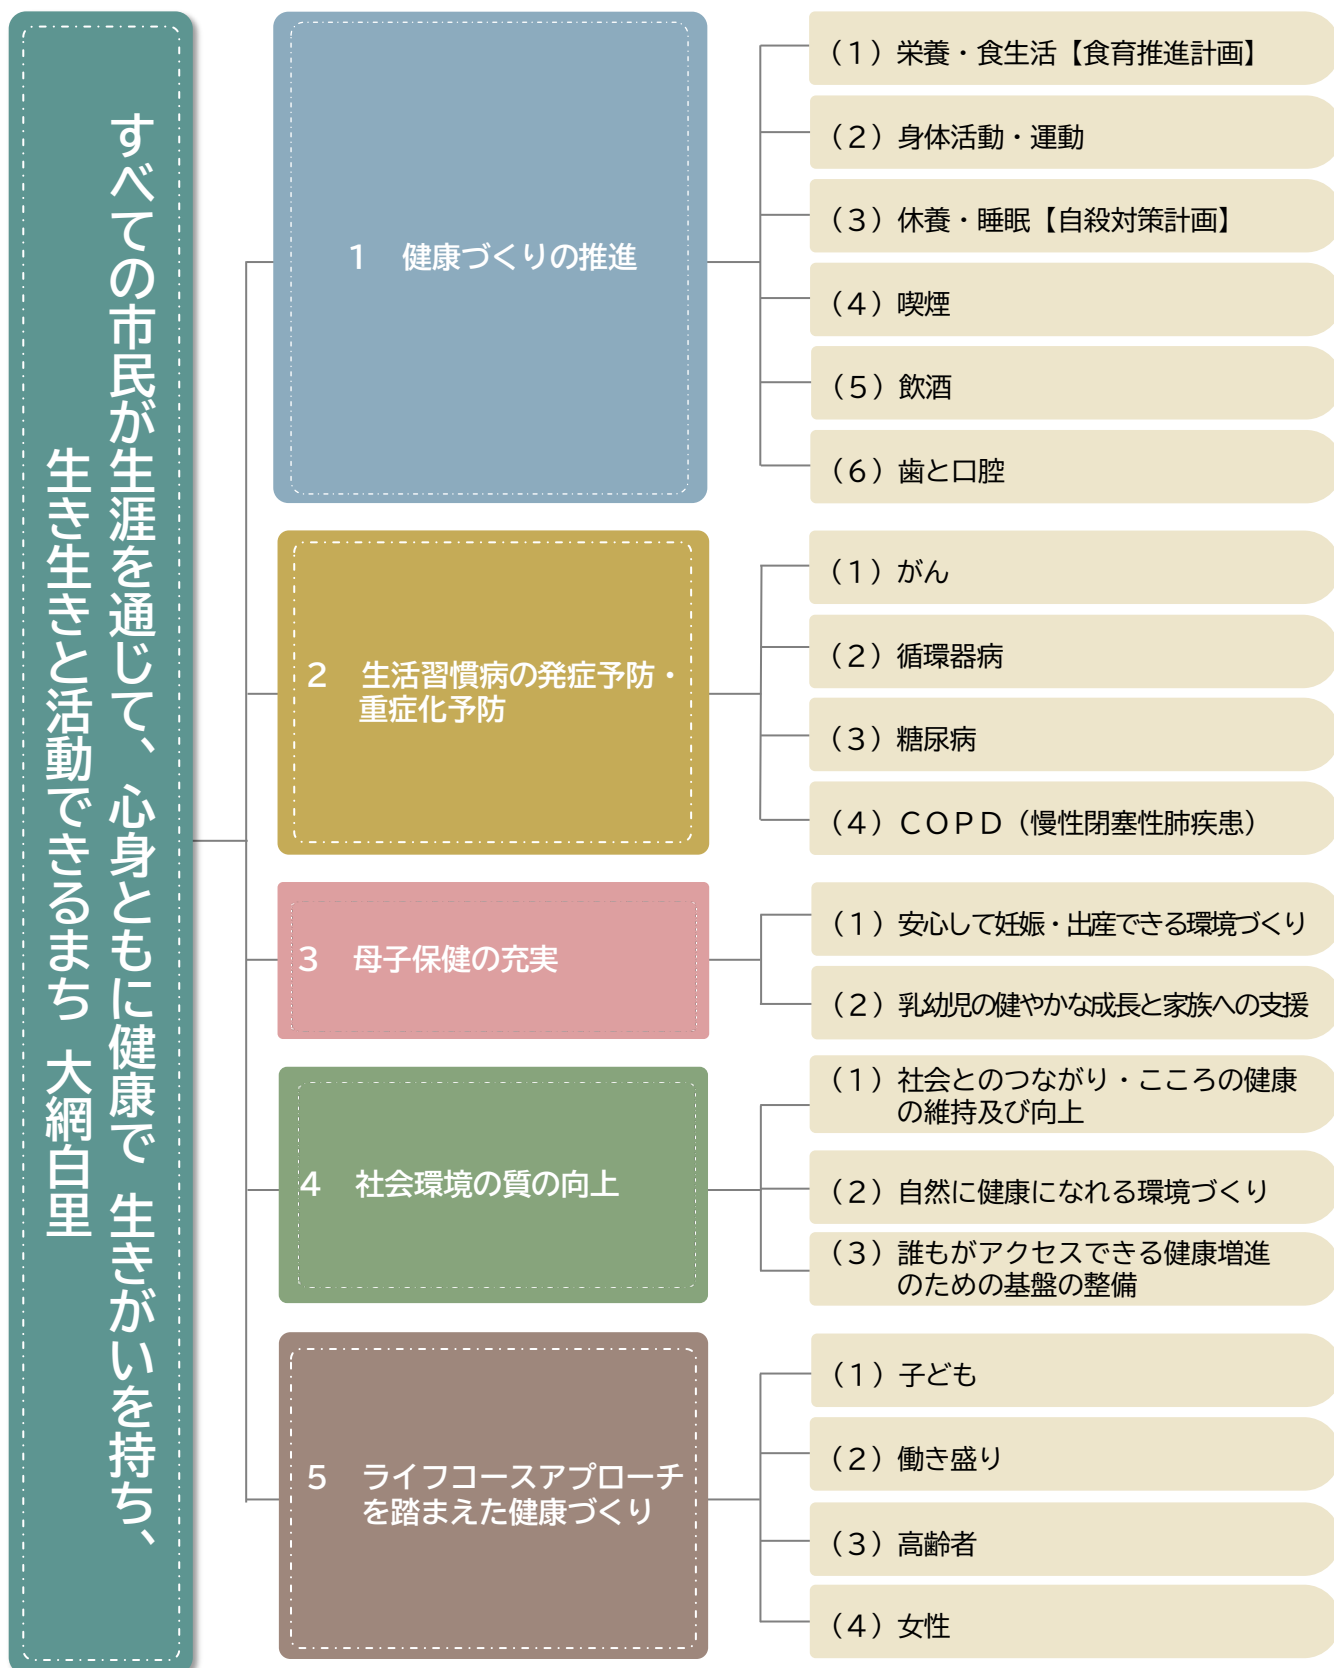 すべての市民が生涯を通じて、心身ともに健康で 生きがいを持ち、
生き生きと活動できるまち 大網白里
1 健康づくりの推進
（1）栄養・食生活【食育推進計画】
（2）身体活動・運動
（3）休養・睡眠【自殺対策計画】
（4）喫煙
（5）飲酒
（6）歯と口腔
2 生活習慣病の発症予防・
重症化予防
（1）がん
（2）循環器病
（3）糖尿病
（4）ＣＯＰＤ（慢性閉塞性肺疾患）
3 母子保健の充実
（1）安心して妊娠・出産できる環境づくり
（2）乳幼児の健やかな成長と家族への支援
4 社会環境の質の向上
（1）社会とのつながり・こころの健康
の維持及び向上
（2）自然に健康になれる環境づくり
（3）誰もがアクセスできる健康増進
のための基盤の整備
5 ライフコースアプローチ
を踏まえた健康づくり
（1）子ども
（2）働き盛り
（3）高齢者
（4）女性